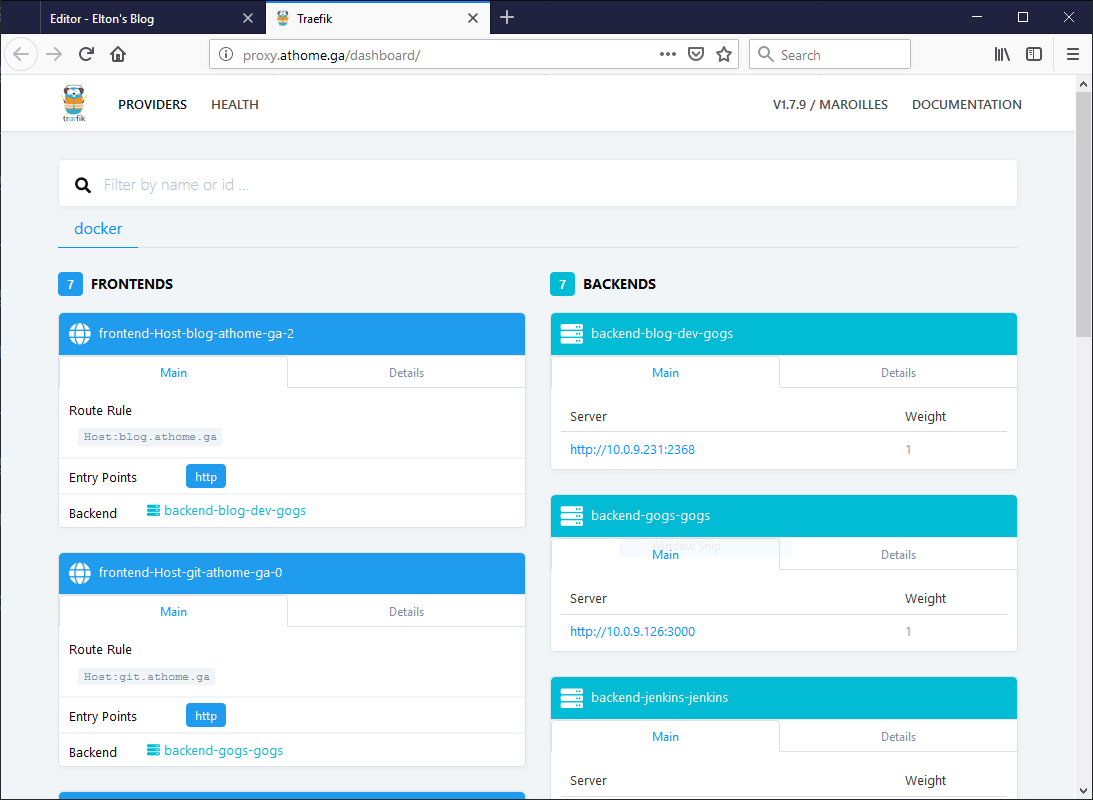 Editor - Elton's Blog
Traefik
proxy.athome.ga/dashboard/
Search
træfik
PROVIDERS
HEALTH
V1.7.9 / MAROILLES
DOCUMENTATION
Filter by name or id ...
docker
7 FRONTENDS
frontend-Host-blog-athome-ga-2
Main
Details
Route Rule
Host:blog.athome.ga
Entry Points
http
Backend
backend-blog-dev-gogs
frontend-Host-git-athome-ga-0
Main
Details
Route Rule
Host:git.athome.ga
Entry Points
http
Backend
backend-gogs-gogs
7 BACKENDS
backend-blog-dev-gogs
Main
Details
Server
Weight
http://10.0.9.231:2368
1
backend-gogs-gogs
Window Snip
Main
Details
Server
Weight
http://10.0.9.126:3000
1
backend-jenkins-jenkins
Main
Details
Server
Weight